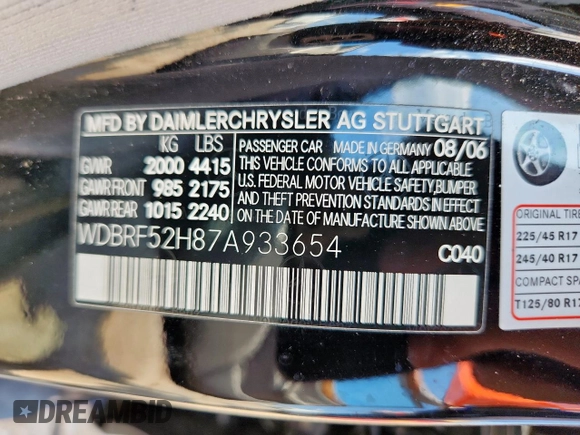 MFD BY DAIMLERCHRYSLER AG STUTTGART
KG LBS
GVWR 2000 4415
GAWR FRONT 985 2175
GAWR REAR 1015 2240
PASSENGER CAR MADE IN GERMANY 08/06
THIS VEHICLE CONFORMS TO ALL APPLICABLE
U.S. FEDERAL MOTOR VEHICLE SAFETY, BUMPER
AND THEFT PREVENTION STANDARDS IN EFFECT
ON THE DATE OF MANUFACTURE SHOWN ABOVE.
WDBRF52H87A933654
C040
ORIGINAL TIRE
225/45 R17
245/40 R17
COMPACT SPA
T125/80 R17
DREAMBID